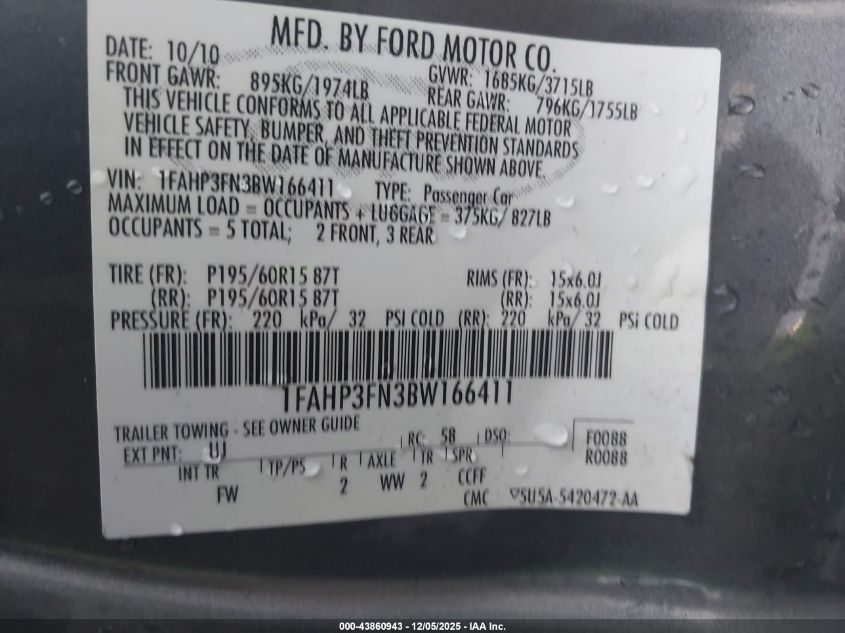 MFD. BY FORD MOTOR CO.
DATE: 10/10 GVWR: 1685KG/3715LB
FRONT GAWR: 895KG/1974LB REAR GAWR: 796KG/1755LB
THIS VEHICLE CONFORMS TO ALL APPLICABLE FEDERAL MOTOR
VEHICLE SAFETY, BUMPER, AND THEFT PREVENTION STANDARDS
IN EFFECT ON THE DATE OF MANUFACTURE SHOWN ABOVE.
VIN: 1FAHP3FN3BW166411 TYPE: Passenger Car
MAXIMUM LOAD = OCCUPANTS + LUGGAGE = 375KG/ 827LB
OCCUPANTS = 5 TOTAL; 2 FRONT, 3 REAR
TIRE (FR): P195/60R15 87T RIMS (FR): 15x6.0J
(RR): P195/60R15 87T (RR): 15x6.0J
PRESSURE (FR): 220 kPa/ 32 PSI COLD (RR): 220 kPa/ 32 PSi COLD
1FAHP3FN3BW166411
TRAILER TOWING - SEE OWNER GUIDE
RC: 58 DSO: F0088
EXT PNT: UJ R0088
INT TR TP/PS R AXLE TR SPR
FW 2 WW 2 CCFF
CMC ▽5U5A-5420472-AA
000-43860943 - 12/05/2025 - IAA Inc.